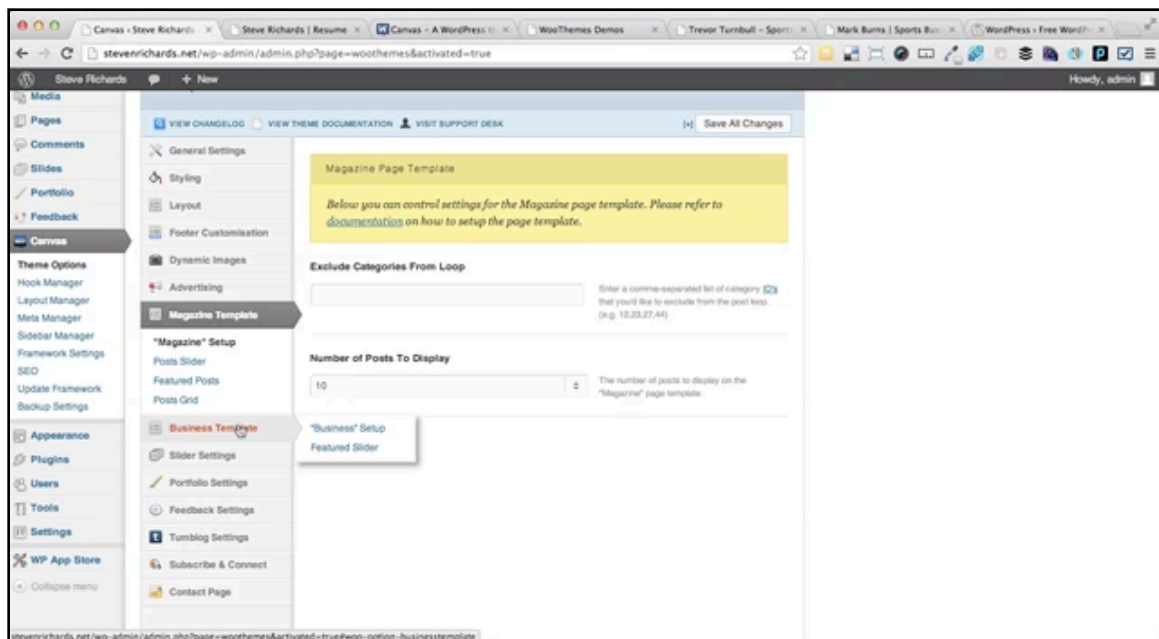 Canvas ‹ Steve Richards
Steve Richards | Resume
Canvas - A WordPress
WooThemes Demos
Trevor Turnbull - Sport
Mark Burns | Sports Bus
WordPress › Free Word
stevenrichards.net/wp-admin/admin.php?page=woothemes&activated=true
Steve Richards
+ New
Howdy, admin
Media
Pages
Comments
Slides
Portfolio
Feedback
Canvas
Theme Options
Hook Manager
Layout Manager
Meta Manager
Sidebar Manager
Framework Settings
SEO
Update Framework
Backup Settings
Appearance
Plugins
Users
Tools
Settings
WP App Store
Collapse menu
VIEW CHANGELOG
VIEW THEME DOCUMENTATION
VISIT SUPPORT DESK
[+]
Save All Changes
General Settings
Styling
Layout
Footer Customisation
Dynamic Images
Advertising
Magazine Template
"Magazine" Setup
Posts Slider
Featured Posts
Posts Grid
Business Template
"Business" Setup
Featured Slider
Slider Settings
Portfolio Settings
Feedback Settings
Tumblog Settings
Subscribe & Connect
Contact Page
Magazine Page Template
Below you can control settings for the Magazine page template. Please refer to
documentation on how to setup the page template.
Exclude Categories From Loop
Enter a comma-separated list of category ID's
that you'd like to exclude from the post loop.
(e.g. 12,23,27,44)
Number of Posts To Display
10
The number of posts to display on the
"Magazine" page template.
stevenrichards.net/wp-admin/admin.php?page=woothemes&activated=true#woo-option-businesstemplate